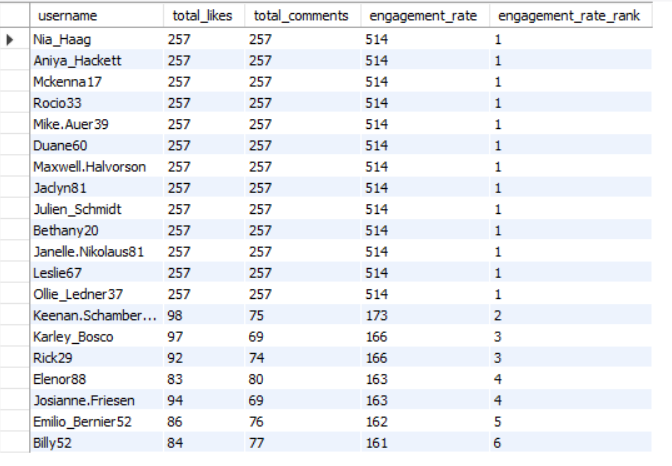 username total_likes total_comments engagement_rate engagement_rate_rank
Nia_Haag 257 257 514 1
Aniya_Hackett 257 257 514 1
Mckenna17 257 257 514 1
Rocio33 257 257 514 1
Mike.Auer39 257 257 514 1
Duane60 257 257 514 1
Maxwell.Halvorson 257 257 514 1
Jaclyn81 257 257 514 1
Julien_Schmidt 257 257 514 1
Bethany20 257 257 514 1
Janelle.Nikolaus81 257 257 514 1
Leslie67 257 257 514 1
Ollie_Ledner37 257 257 514 1
Keenan.Schamber... 98 75 173 2
Karley_Bosco 97 69 166 3
Rick29 92 74 166 3
Elenor88 83 80 163 4
Josianne.Friesen 94 69 163 4
Emilio_Bernier52 86 76 162 5
Billy52 84 77 161 6